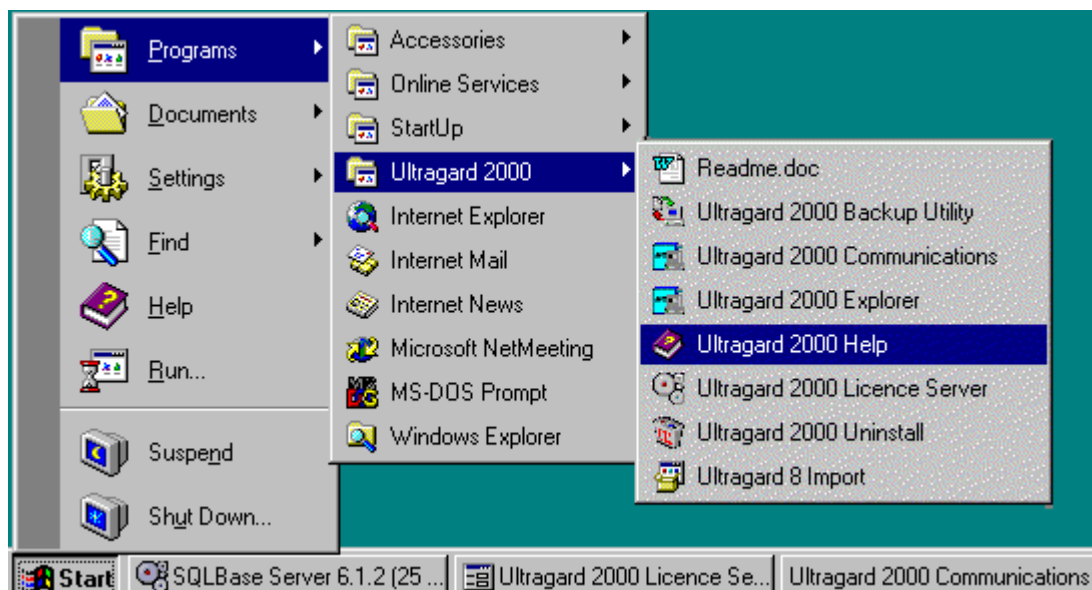 Programs
Documents
Settings
Find
Help
Run...
Suspend
Shut Down...
Accessories
Online Services
StartUp
Ultragard 2000
Internet Explorer
Internet Mail
Internet News
Microsoft NetMeeting
MS-DOS Prompt
Windows Explorer
Readme.doc
Ultragard 2000 Backup Utility
Ultragard 2000 Communications
Ultragard 2000 Explorer
Ultragard 2000 Help
Ultragard 2000 Licence Server
Ultragard 2000 Uninstall
Ultragard 8 Import
Start
SQLBase Server 6.1.2 (25 ...
Ultragard 2000 Licence Se...
Ultragard 2000 Communications